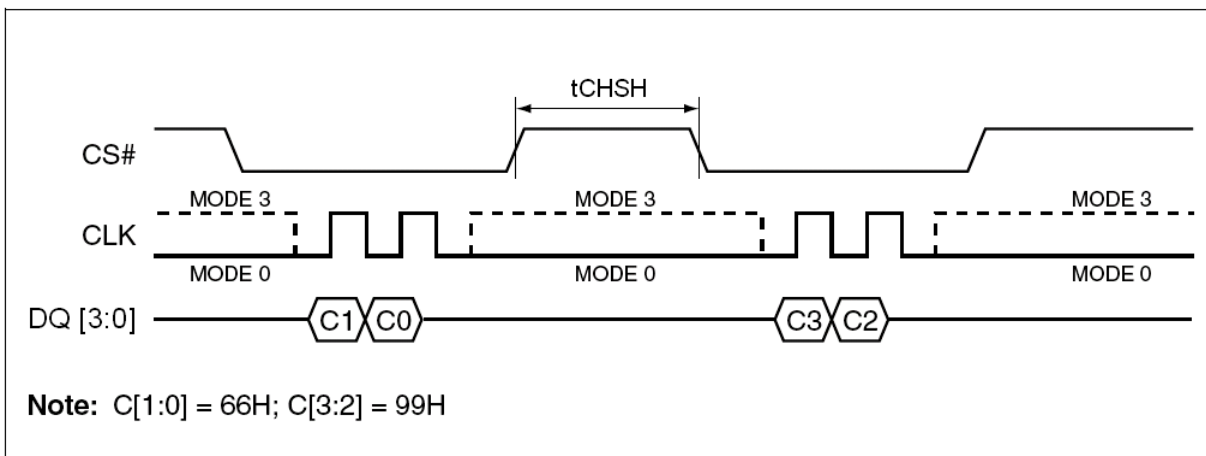 tCHSH
CS#
MODE 3 MODE 3 MODE 3
CLK
MODE 0 MODE 0 MODE 0
DQ [3:0] C1 C0 C3 C2
Note: C[1:0] = 66H; C[3:2] = 99H